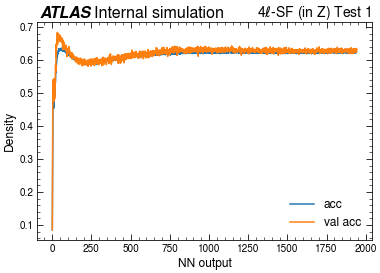 ATLAS Internal simulation
4ℓ-SF (in Z) Test 1
Density
0.7
0.6
0.5
0.4
0.3
0.2
0.1
acc
val acc
0
250
500
750
1000
1250
1500
1750
2000
NN output